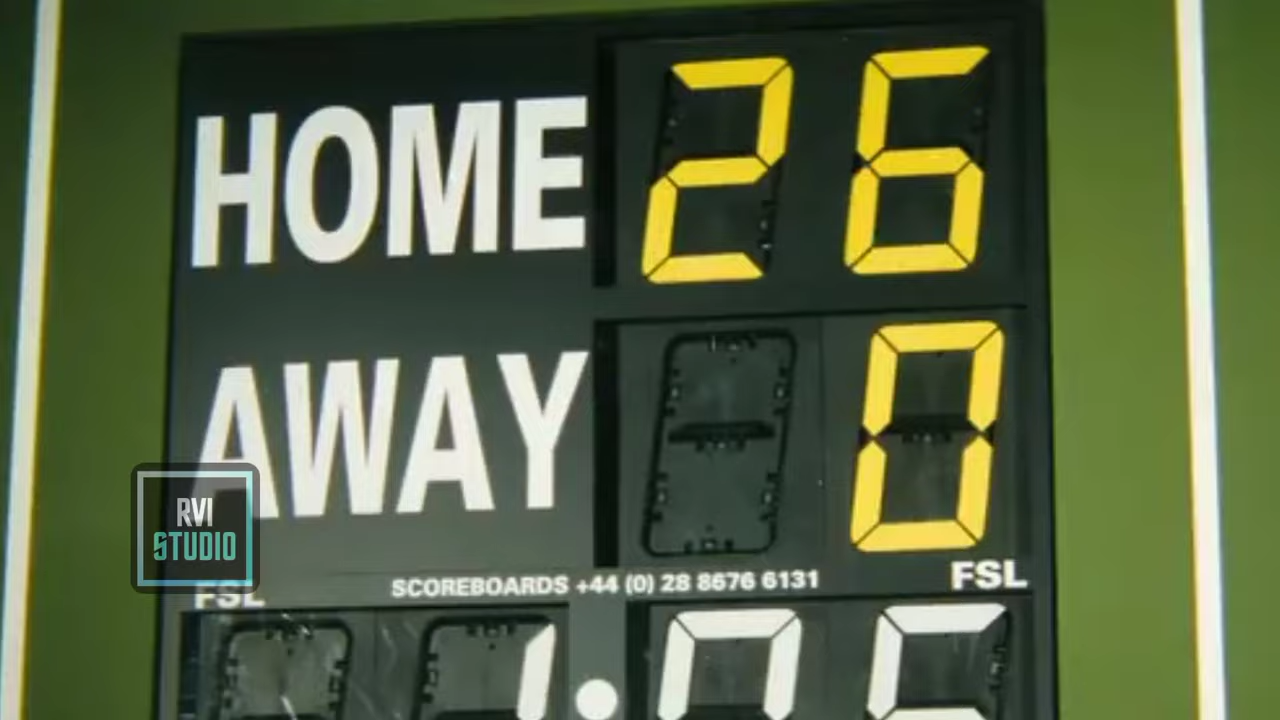 HOME 26
AWAY 0
RVI
STUDIO
FSL SCOREBOARDS +44 (0) 28 8676 6131 FSL